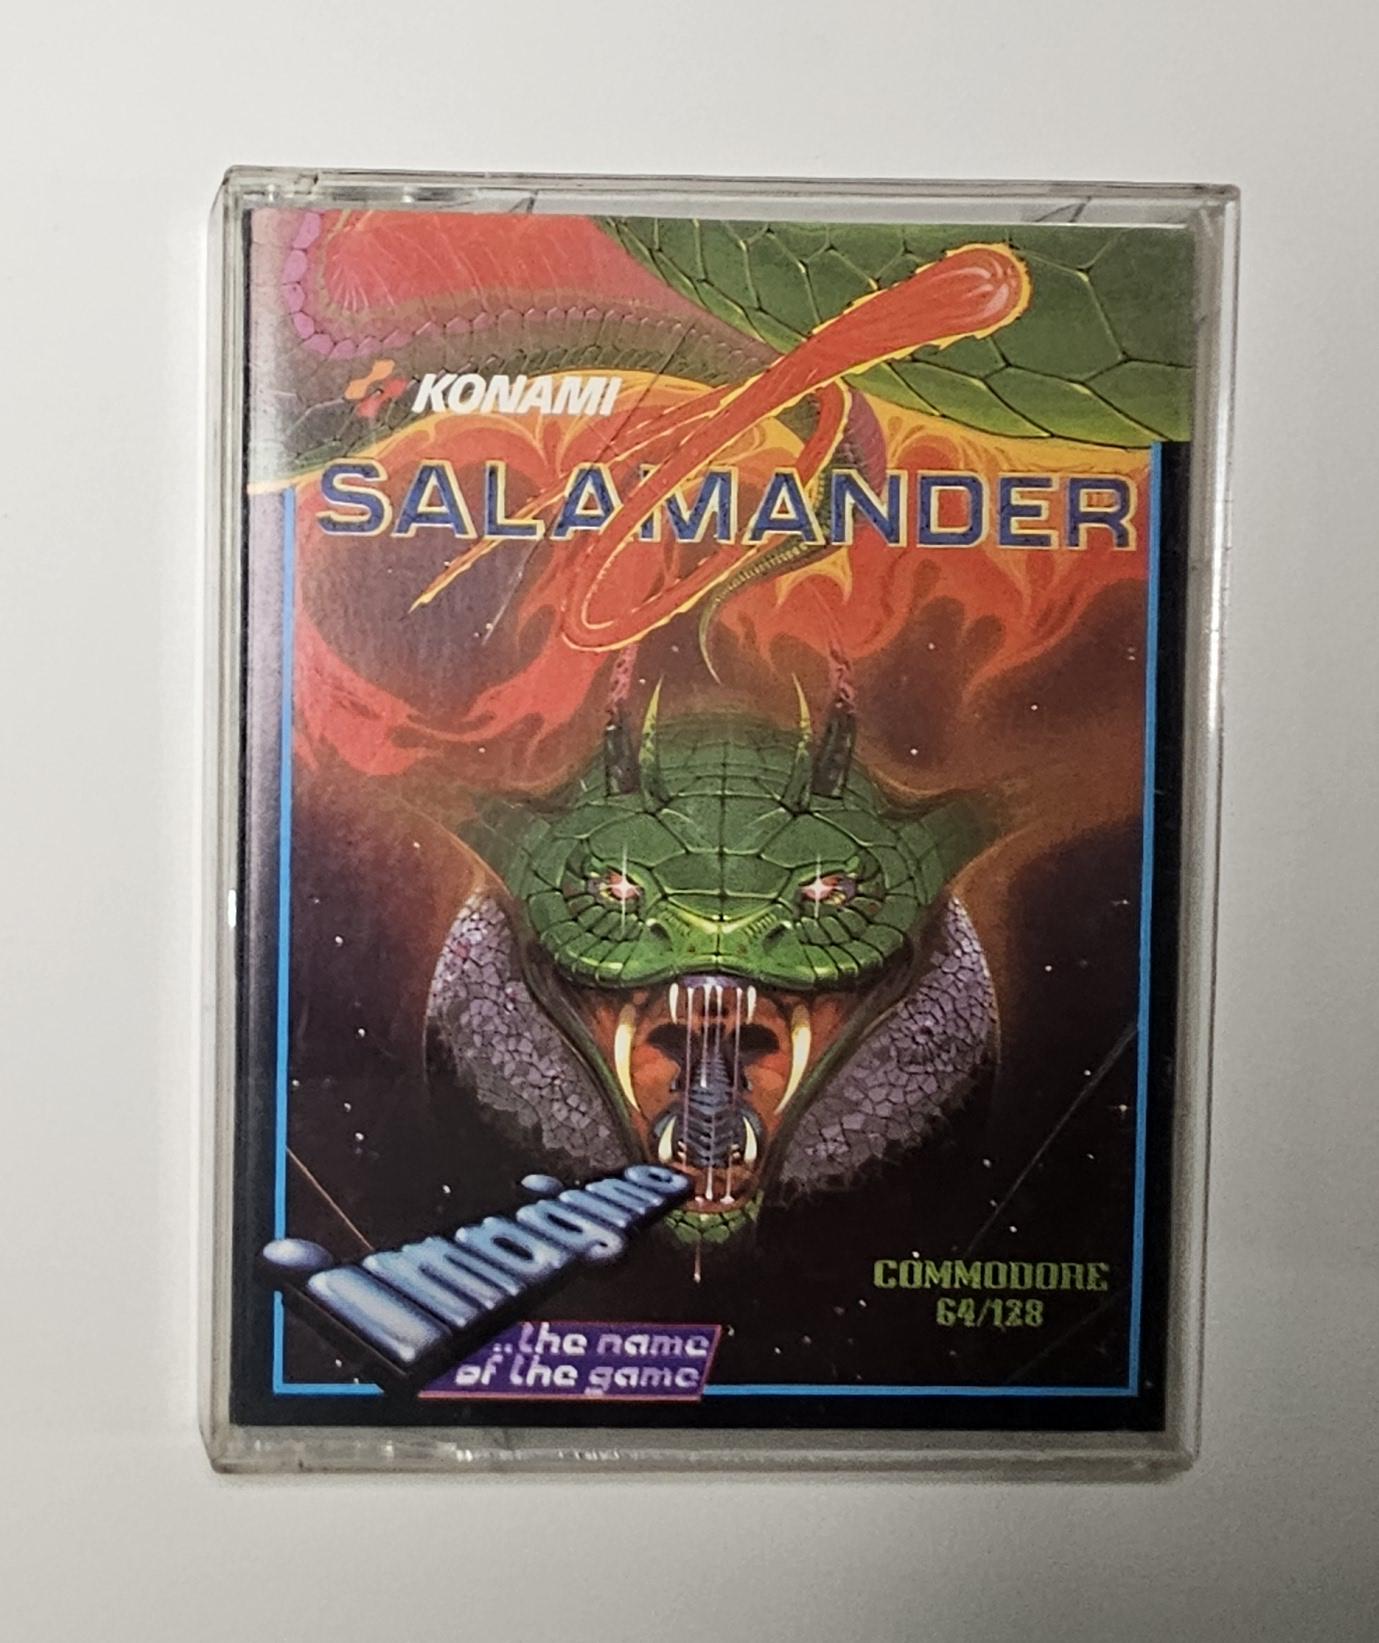 KONAMI
SALAMANDER
imagine
COMMODORE
64/128
...the name
of the game